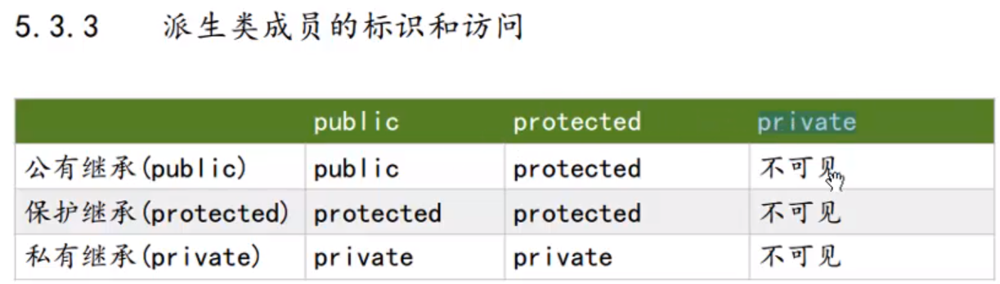 5.3.3 派生类成员的标识和访问
public protected private
公有继承(public) public protected 不可见
保护继承(protected) protected protected 不可见
私有继承(private) private private 不可见